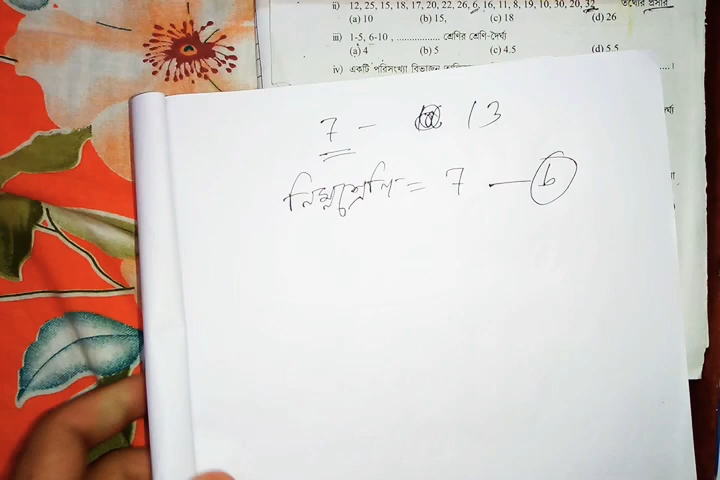 ii) 12, 25, 15, 18, 17, 20, 22, 26, 6, 16, 11, 8, 19, 10, 30, 20, 32 তথ্যের প্রসার
(a) 10 (b) 15, (c) 18 (d) 26
iii) 1-5, 6-10 , .................. শ্রেণির শ্রেণি-দৈর্ঘ্য
(a) 4 (b) 5 (c) 4.5 (d) 5.5
iv) একটি পরিসংখ্যা বিভাজন
7 - 13
নিম্নশ্রেণি = 7 — b